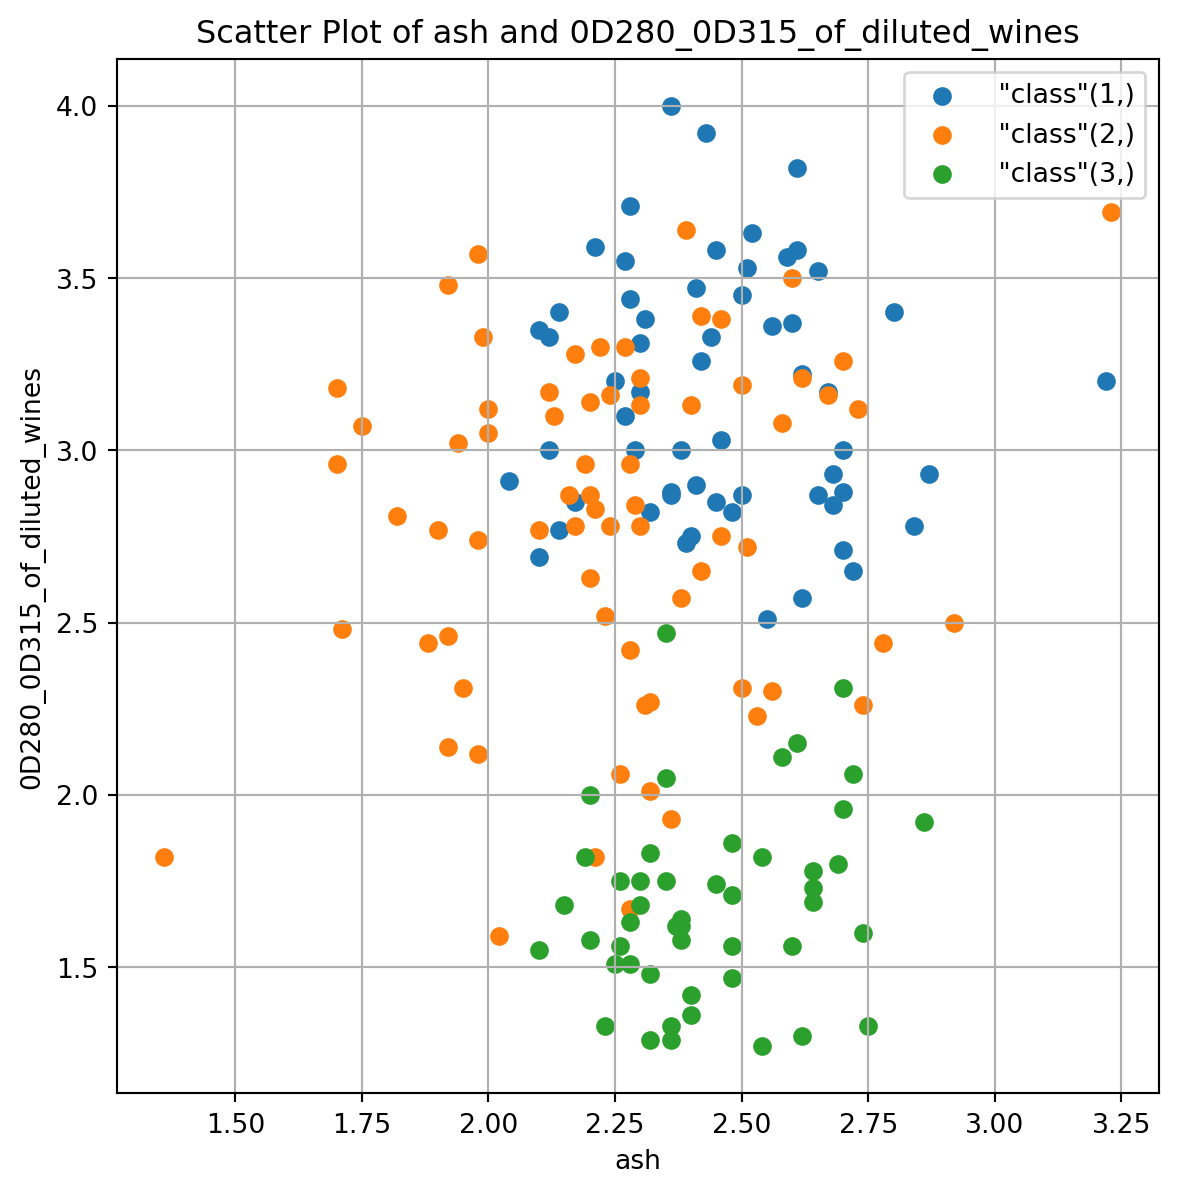 Scatter Plot of ash and 0D280_0D315_of_diluted_wines
"class"(1,)
"class"(2,)
"class"(3,)
0D280_0D315_of_diluted_wines
4.0
3.5
3.0
2.5
2.0
1.5
1.50 1.75 2.00 2.25 2.50 2.75 3.00 3.25
ash